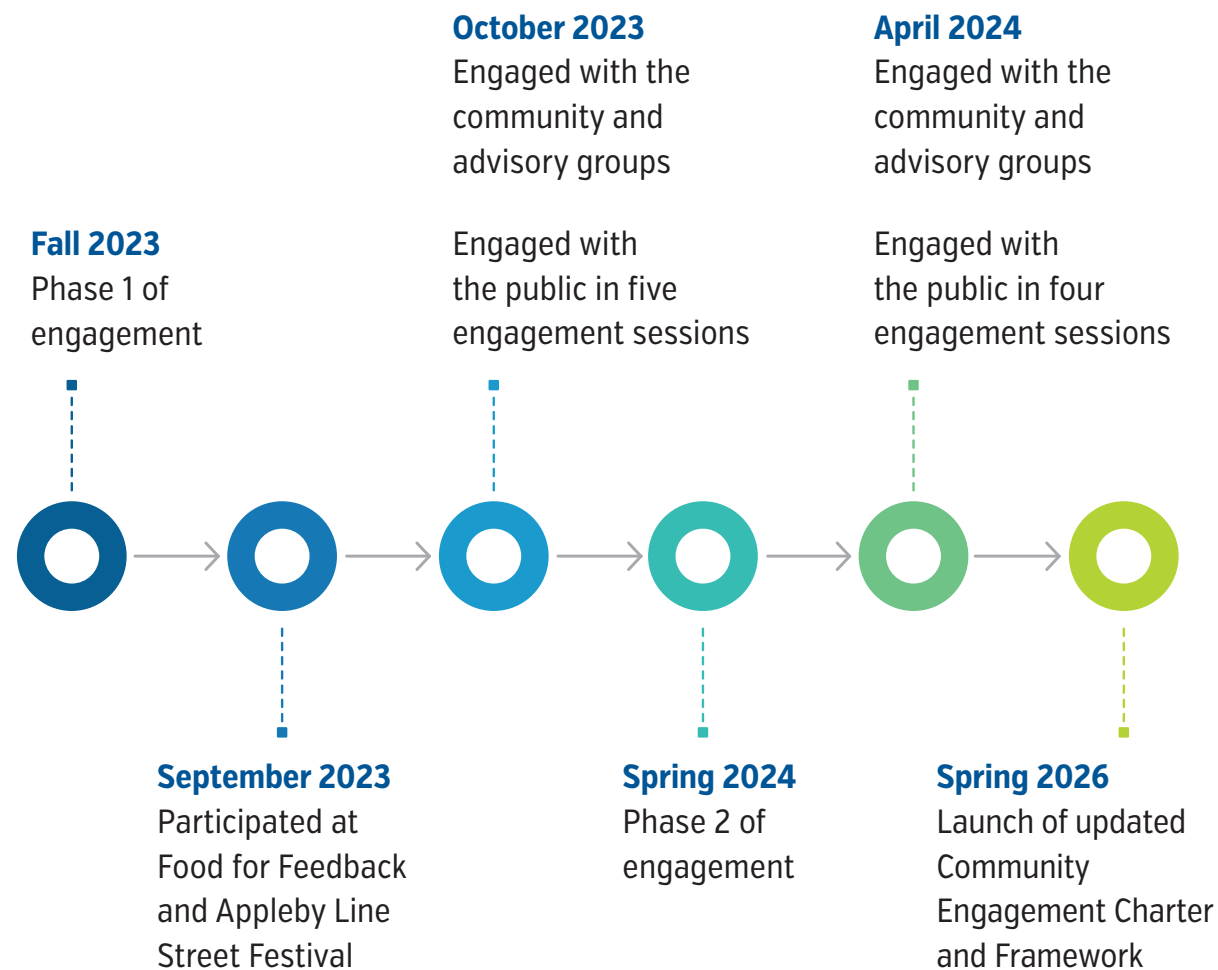 Fall 2023
Phase 1 of
engagement
September 2023
Participated at
Food for Feedback
and Appleby Line
Street Festival
October 2023
Engaged with the
community and
advisory groups
Engaged with
the public in five
engagement sessions
Spring 2024
Phase 2 of
engagement
April 2024
Engaged with the
community and
advisory groups
Engaged with
the public in four
engagement sessions
Spring 2026
Launch of updated
Community
Engagement Charter
and Framework